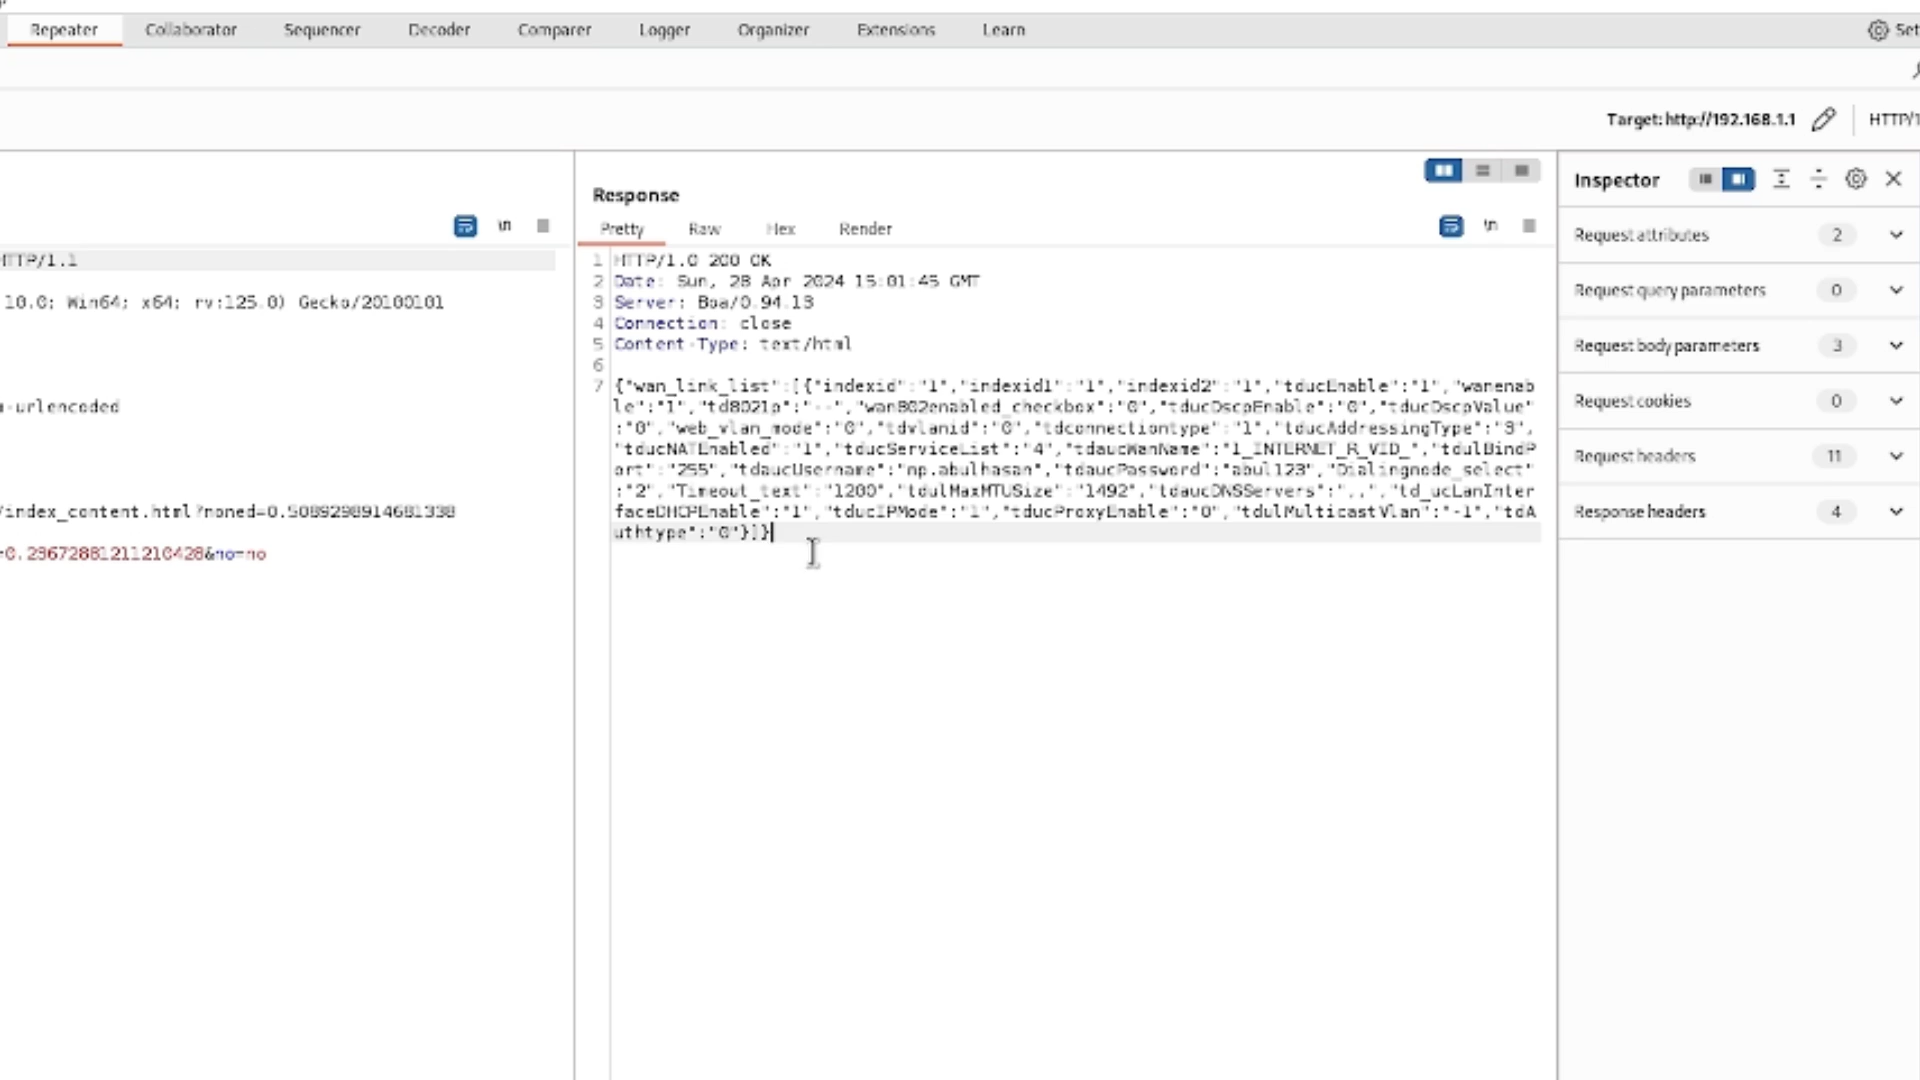 Repeater Collaborator Sequencer Decoder Comparer Logger Organizer Extensions Learn Set
Target: http://192.168.1.1 HTTP/1
Response
Pretty Raw Hex Render
\n
\n
HTTP/1.1
10.0; Win64; x64; rv:125.0) Gecko/20100101
-urlencoded
/index_content.html?noned=0.5089298914681338
=0.29672881211210428&no=no
1 HTTP/1.0 200 OK
2 Date: Sun, 28 Apr 2024 15:01:45 GMT
3 Server: Boa/0.94.13
4 Connection: close
5 Content-Type: text/html
6
7 {"wan_link_list":[{"indexid":"1","indexid1":"1","indexid2":"1","tducEnable":"1","wanenab
le":"1","td8021p":"--","wan802enabled_checkbox":"0","tducDscpEnable":"0","tducDscpValue"
:"0","web_vlan_mode":"0","tdvlanid":"0","tdconnectiontype":"1","tducAddressingType":"3",
"tducNATEnabled":"1","tducServiceList":"4","tdaucWanName":"1_INTERNET_R_VID_","tdulBindP
ort":"255","tdaucUsername":"np.abulhasan","tdaucPassword":"abul123","Dialingnode_select"
:"2","Timeout_text":"1200","tdulMaxMTUSize":"1492","tdaucDNSServers":",,","td_ucLanInter
faceDHCPEnable":"1","tducIPMode":"1","tducProxyEnable":"0","tdulMulticastVlan":"-1","tdA
uthtype":"0"}]}
Inspector
Request attributes 2
Request query parameters 0
Request body parameters 3
Request cookies 0
Request headers 11
Response headers 4